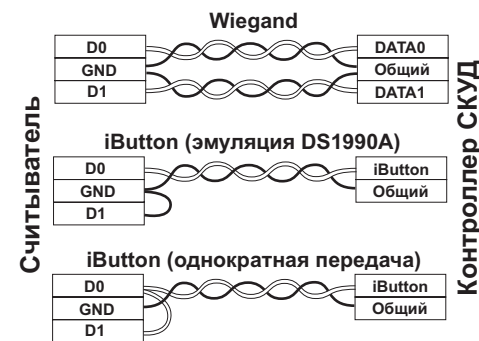 Wiegand
D0 DATA0
GND Общий
D1 DATA1
iButton (эмуляция DS1990A)
D0 iButton
GND Общий
D1
iButton (однократная передача)
D0 iButton
GND Общий
D1
Считыватель
Контроллер СКУД